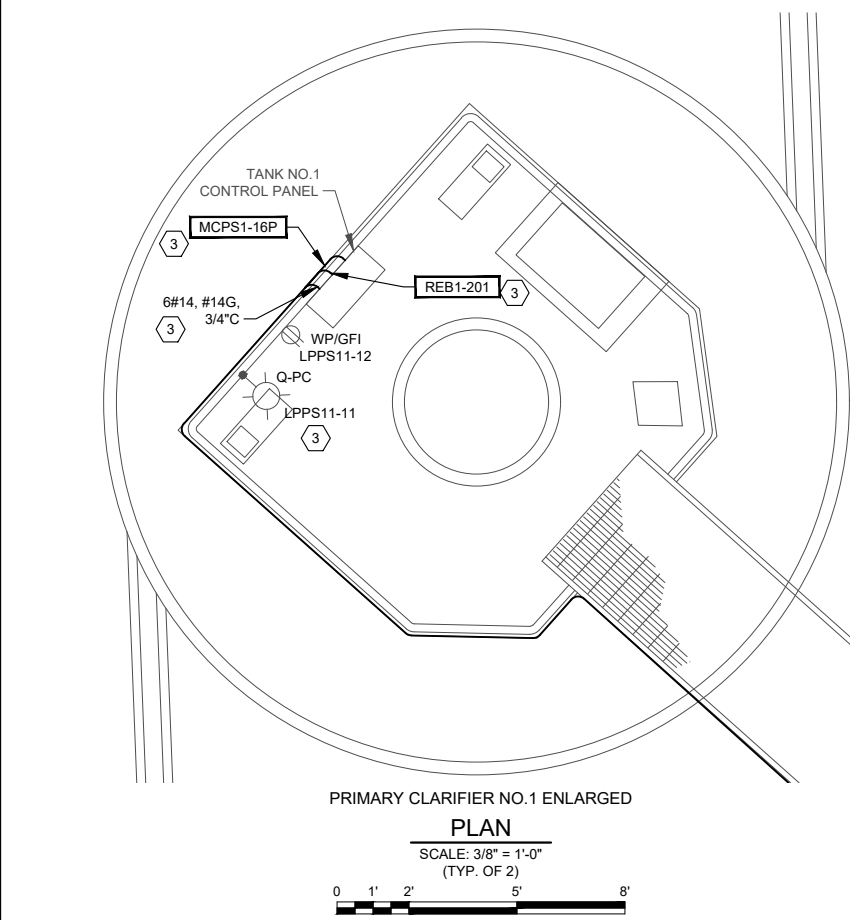 TANK NO.1
CONTROL PANEL
MCPS1-16P
3
REB1-201
3
6#14, #14G,
3/4"C
3
WP/GFI
LPPS11-12
Q-PC
LPPS11-11
3
PRIMARY CLARIFIER NO.1 ENLARGED
PLAN
SCALE: 3/8" = 1'-0"
(TYP. OF 2)
0 1' 2' 5' 8'